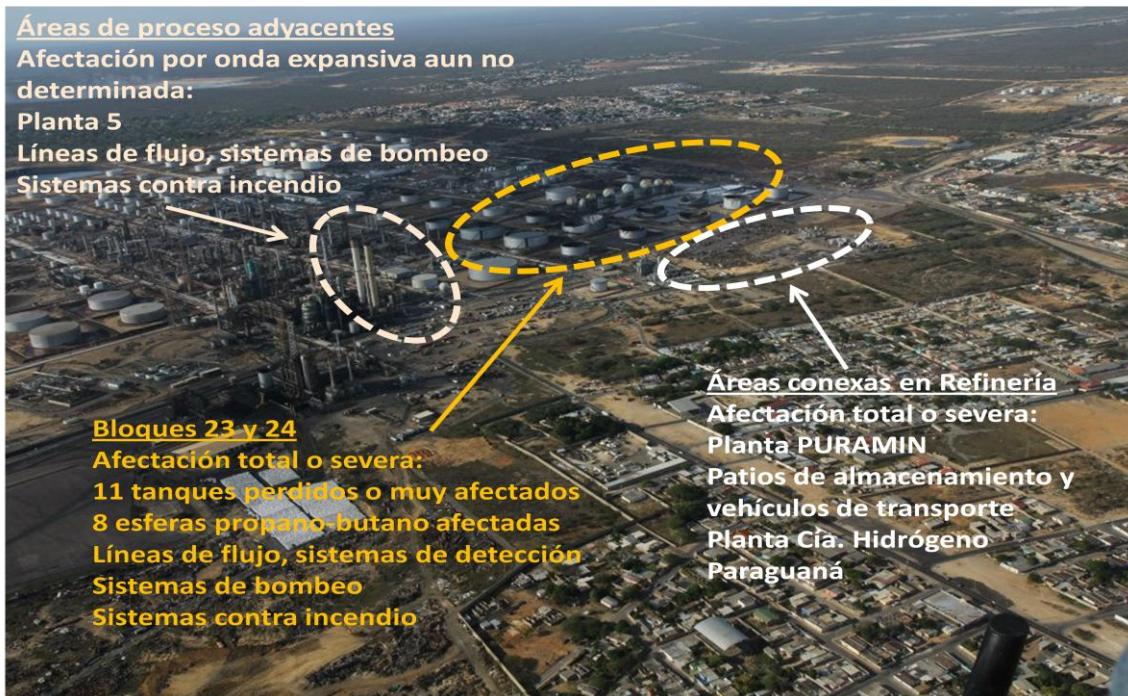 Áreas de proceso adyacentes
Afectación por onda expansiva aun no
determinada:
Planta 5
Líneas de flujo, sistemas de bombeo
Sistemas contra incendio
Bloques 23 y 24
Afectación total o severa:
11 tanques perdidos o muy afectados
8 esferas propano-butano afectadas
Líneas de flujo, sistemas de detección
Sistemas de bombeo
Sistemas contra incendio
Áreas conexas en Refinería
Afectación total o severa:
Planta PURAMIN
Patios de almacenamiento y
vehículos de transporte
Planta Cía. Hidrógeno
Paraguaná